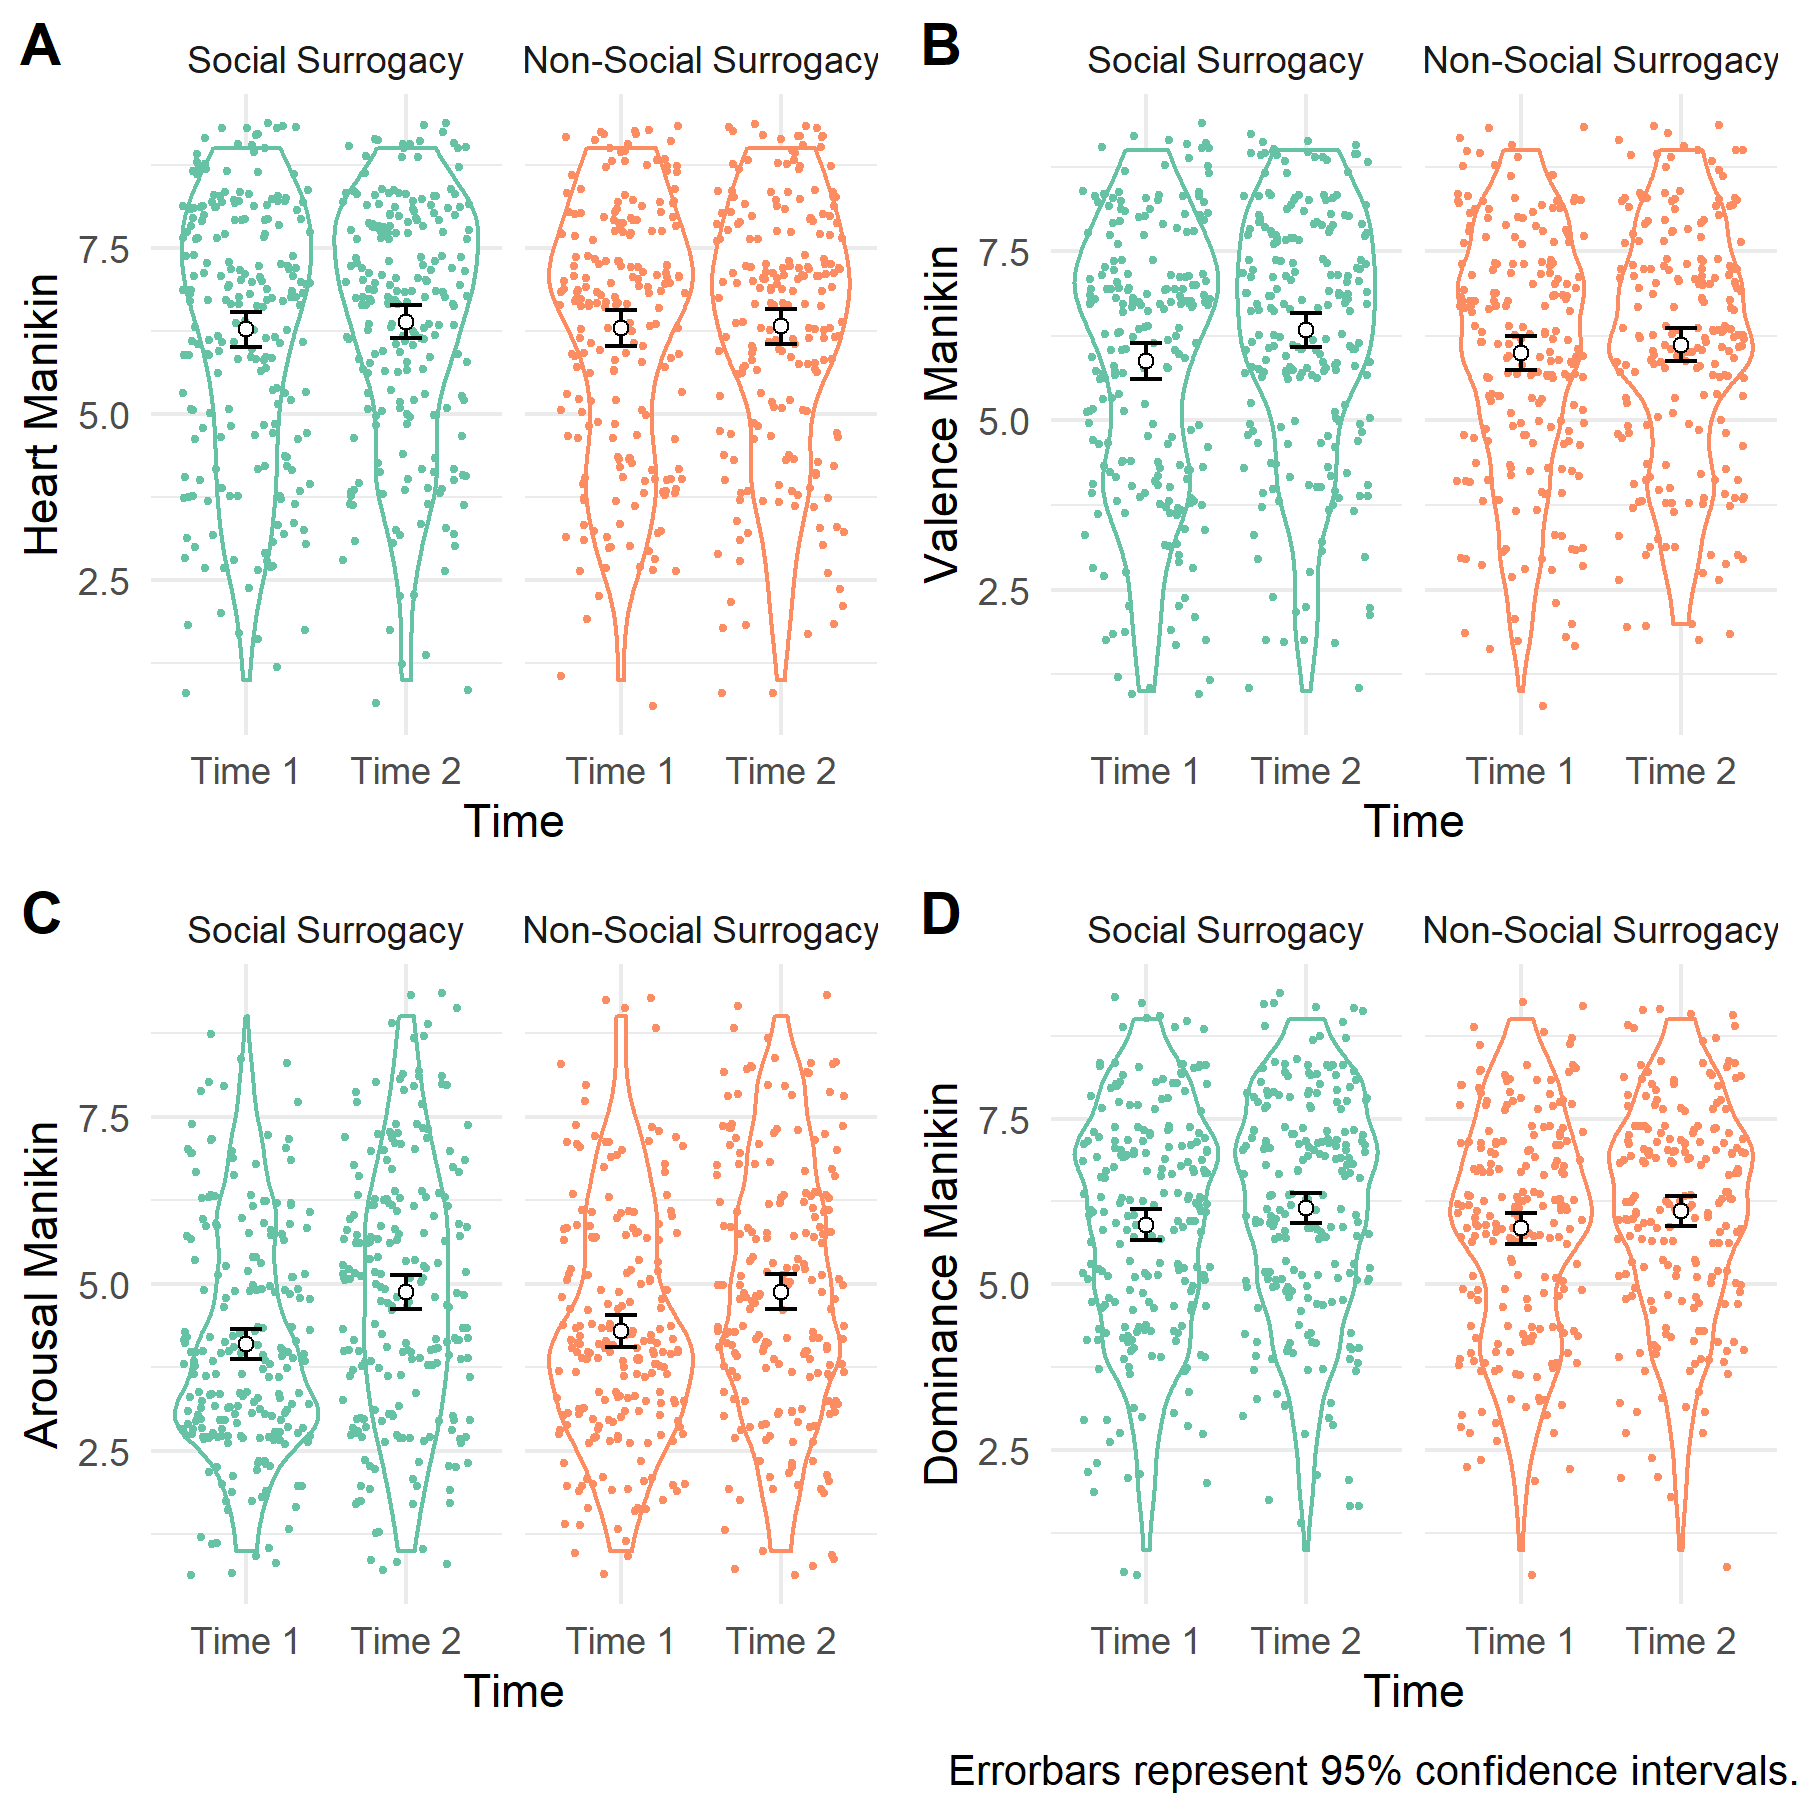 A
Social Surrogacy
Non-Social Surrogacy
Heart Manikin
7.5
5.0
2.5
Time 1
Time 2
Time 1
Time 2
Time
B
Social Surrogacy
Non-Social Surrogacy
Valence Manikin
7.5
5.0
2.5
Time 1
Time 2
Time 1
Time 2
Time
C
Social Surrogacy
Non-Social Surrogacy
Arousal Manikin
7.5
5.0
2.5
Time 1
Time 2
Time 1
Time 2
Time
D
Social Surrogacy
Non-Social Surrogacy
Dominance Manikin
7.5
5.0
2.5
Time 1
Time 2
Time 1
Time 2
Time
Errorbars represent 95% confidence intervals.